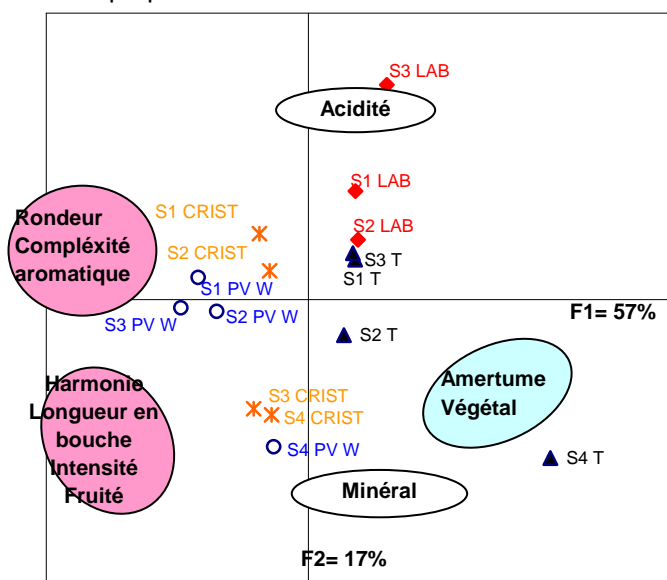 S3 LAB
Acidité
S1 LAB
S1 CRIST
Rondeur
Compléxité
aromatique
S2 LAB
S2 CRIST
S3 T
S1 T
S1 PV W
S3 PV W
S2 PV W
F1= 57%
S2 T
Harmonie
Longueur en
bouche
Intensité
Fruité
Amertume
Végétal
S3 CRIST
S4 CRIST
S4 PV W
S4 T
Minéral
F2= 17%